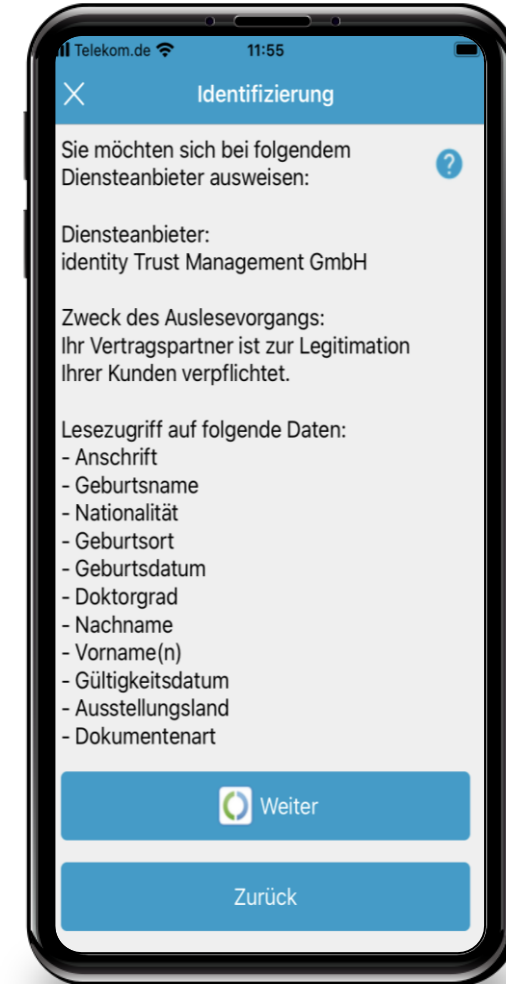 Telekom.de
11:55
Identifizierung
Sie möchten sich bei folgendem
Diensteanbieter ausweisen:
?
Diensteanbieter:
identity Trust Management GmbH
Zweck des Auslesevorgangs:
Ihr Vertragspartner ist zur Legitimation
Ihrer Kunden verpflichtet.
Lesezugriff auf folgende Daten:
- Anschrift
- Geburtsname
- Nationalität
- Geburtsort
- Geburtsdatum
- Doktorgrad
- Nachname
- Vorname(n)
- Gültigkeitsdatum
- Ausstellungsland
- Dokumentenart
Weiter
Zurück